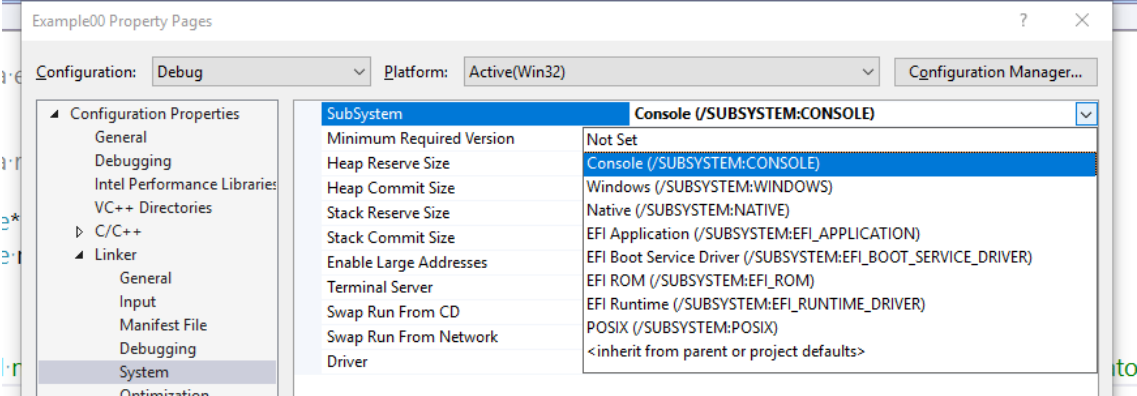 Example00 Property Pages
Configuration: Debug Platform: Active(Win32) Configuration Manager...
Configuration Properties
General
Debugging
Intel Performance Libraries
VC++ Directories
C/C++
Linker
General
Input
Manifest File
Debugging
System
Optimization
SubSystem Console (/SUBSYSTEM:CONSOLE)
Minimum Required Version
Heap Reserve Size
Heap Commit Size
Stack Reserve Size
Stack Commit Size
Enable Large Addresses
Terminal Server
Swap Run From CD
Swap Run From Network
Driver
Not Set
Console (/SUBSYSTEM:CONSOLE)
Windows (/SUBSYSTEM:WINDOWS)
Native (/SUBSYSTEM:NATIVE)
EFI Application (/SUBSYSTEM:EFI_APPLICATION)
EFI Boot Service Driver (/SUBSYSTEM:EFI_BOOT_SERVICE_DRIVER)
EFI ROM (/SUBSYSTEM:EFI_ROM)
EFI Runtime (/SUBSYSTEM:EFI_RUNTIME_DRIVER)
POSIX (/SUBSYSTEM:POSIX)
<inherit from parent or project defaults>